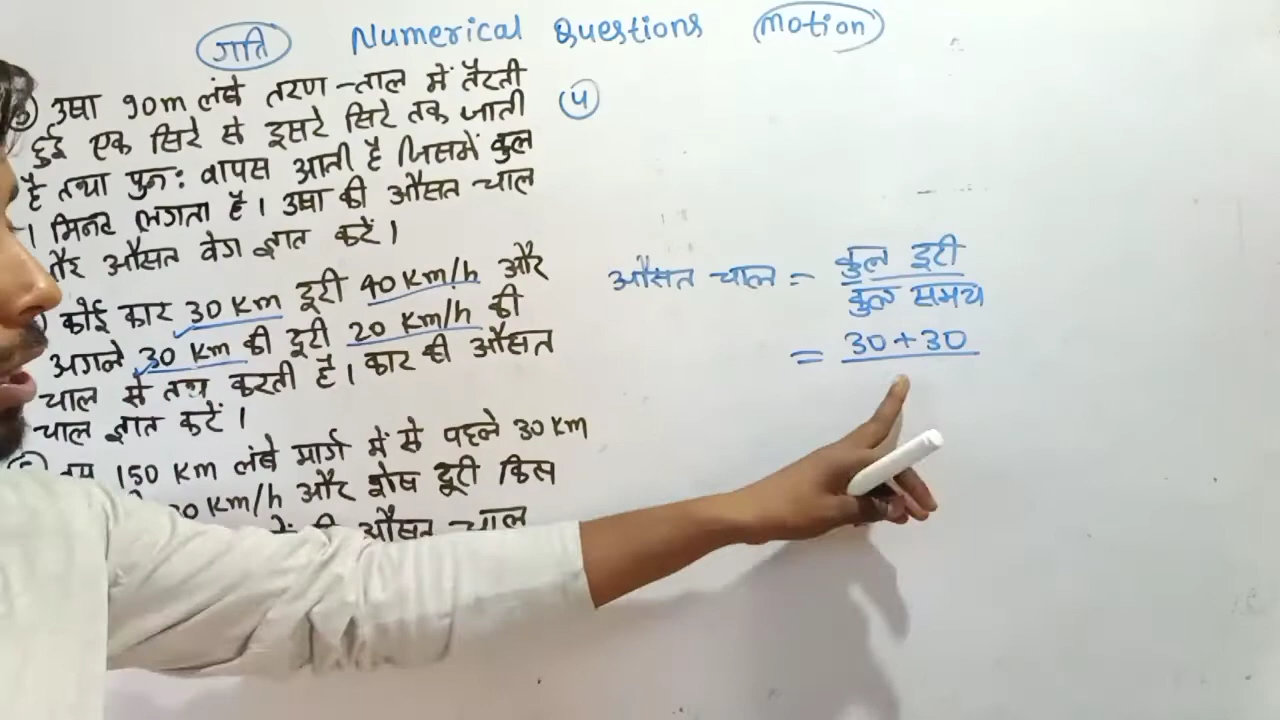 गति Numerical Questions (Motion)
उषा 90m लंबे तरण-ताल में तैरती
हुई एक सिरे से दूसरे सिरे तक जाती
है तथा पुनः वापस आती है जिसमें कुल
1 मिनट लगता है। उषा की औसत चाल
और औसत वेग ज्ञात करें।
कोई कार 30 Km दूरी 40 Km/h और
अगले 30 Km की दूरी 20 Km/h की
चाल से तय करती है। कार की औसत
चाल ज्ञात करें।
150 Km लंबे मार्ग में से पहले 30 Km
Km/h और शेष दूरी किस
की औसत चाल
4
औसत चाल = कुल दूरी
कुल समय
= 30+30